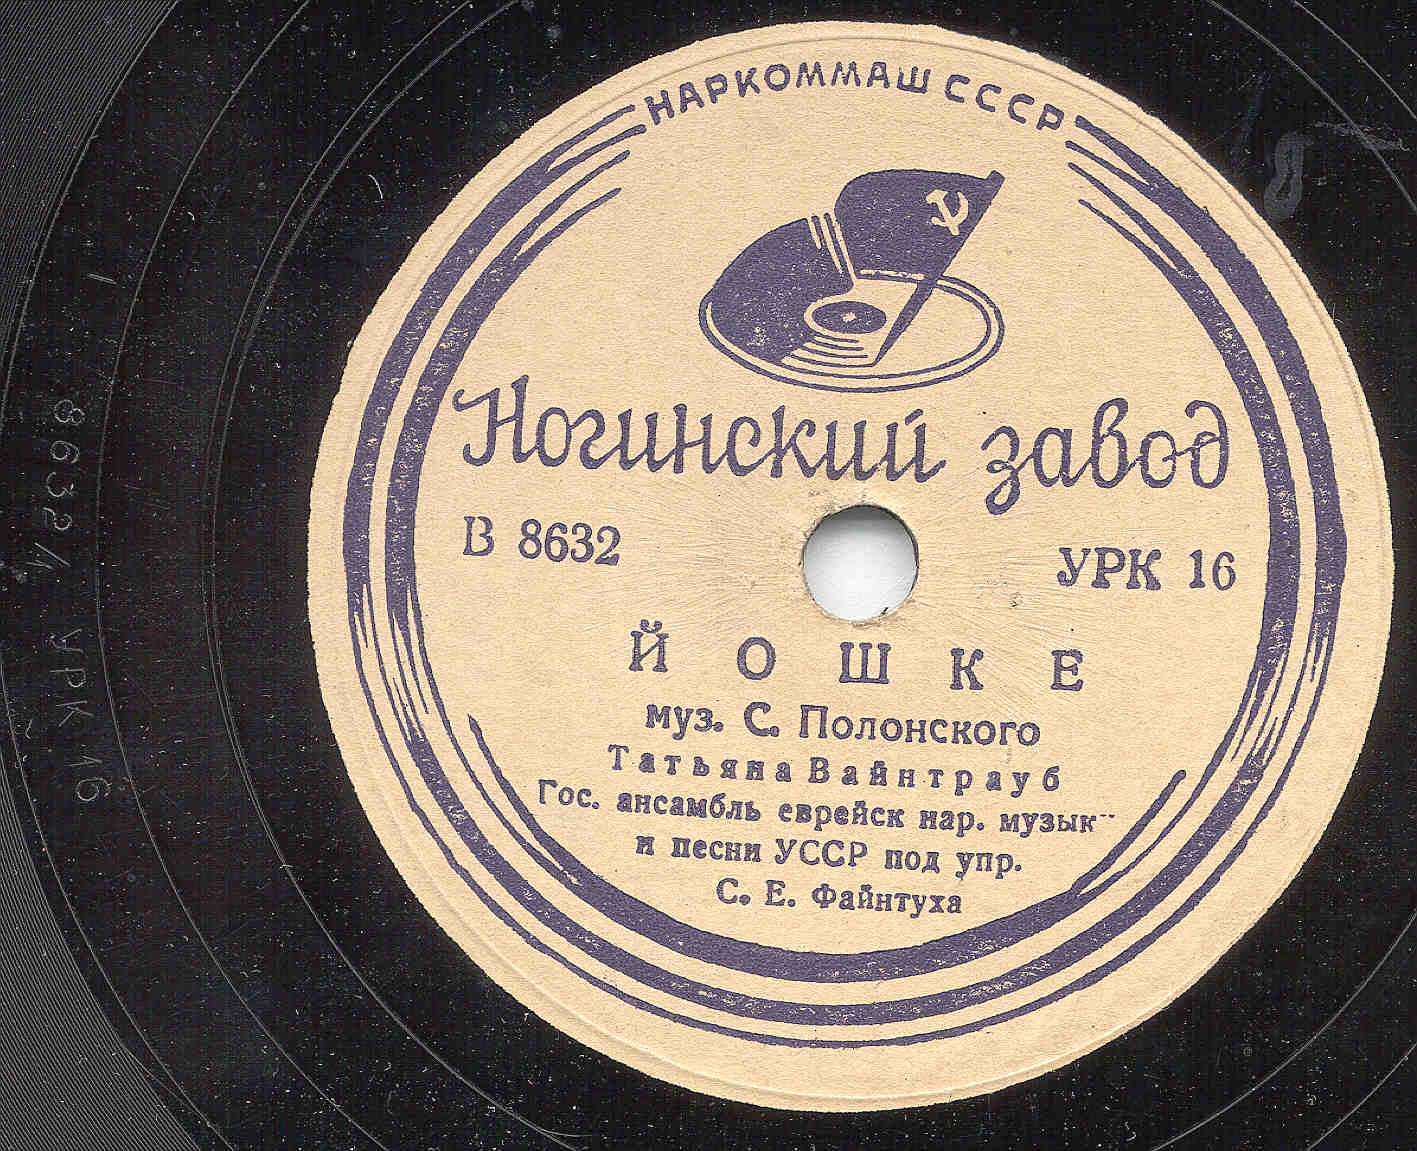 НАРКОММАШ СССР
Ногинский завод
В 8632
УРК 16
ЙОШКЕ
муз. С. Полонского
Татьяна Вайнтрауб
Гос. ансамбль еврейск нар. музык
и песни УССР под упр.
С. Е. Файнтуха
8632/1 УРК 16